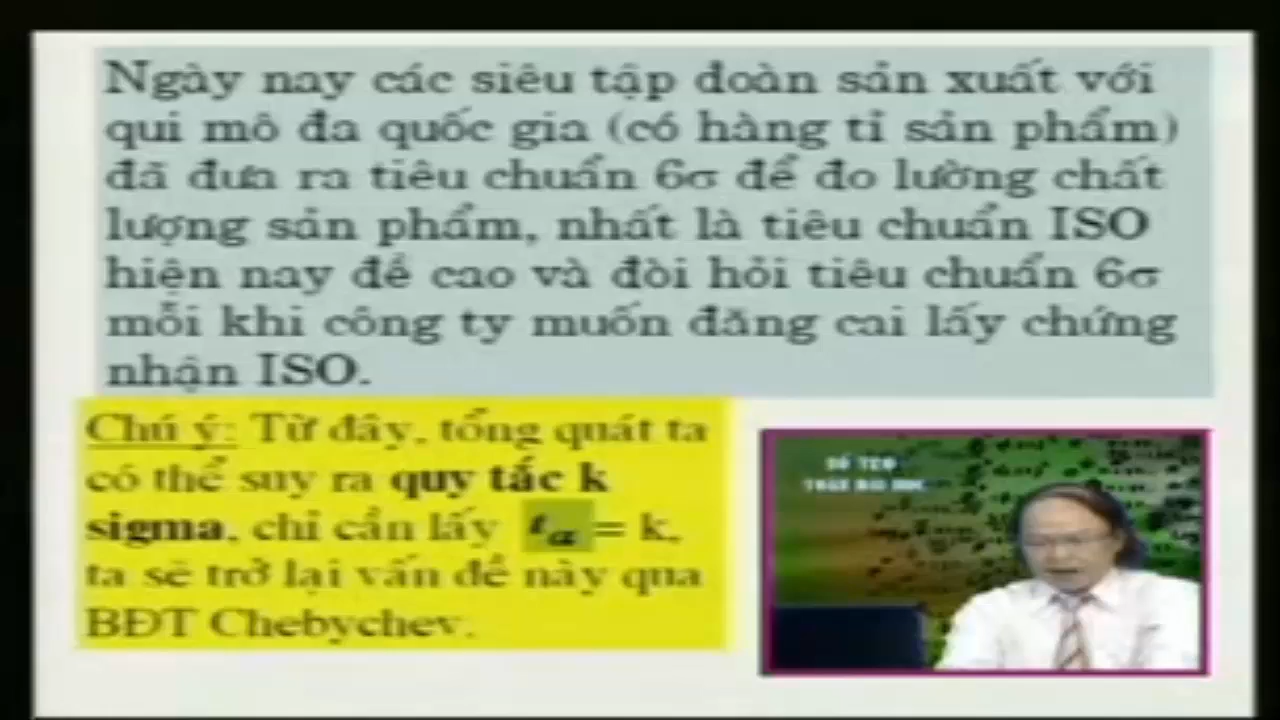 Ngày nay các siêu tập đoàn sản xuất với
qui mô đa quốc gia (có hàng tỉ sản phẩm)
đã đưa ra tiêu chuẩn 6σ để đo lường chất
lượng sản phẩm, nhất là tiêu chuẩn ISO
hiện nay đề cao và đòi hỏi tiêu chuẩn 6σ
mỗi khi công ty muốn đăng cai lấy chứng
nhận ISO.
Chú ý: Từ đây, tổng quát ta
có thể suy ra quy tắc k
sigma, chỉ cần lấy t_α = k,
ta sẽ trở lại vấn đề này qua
BĐT Chebychev.